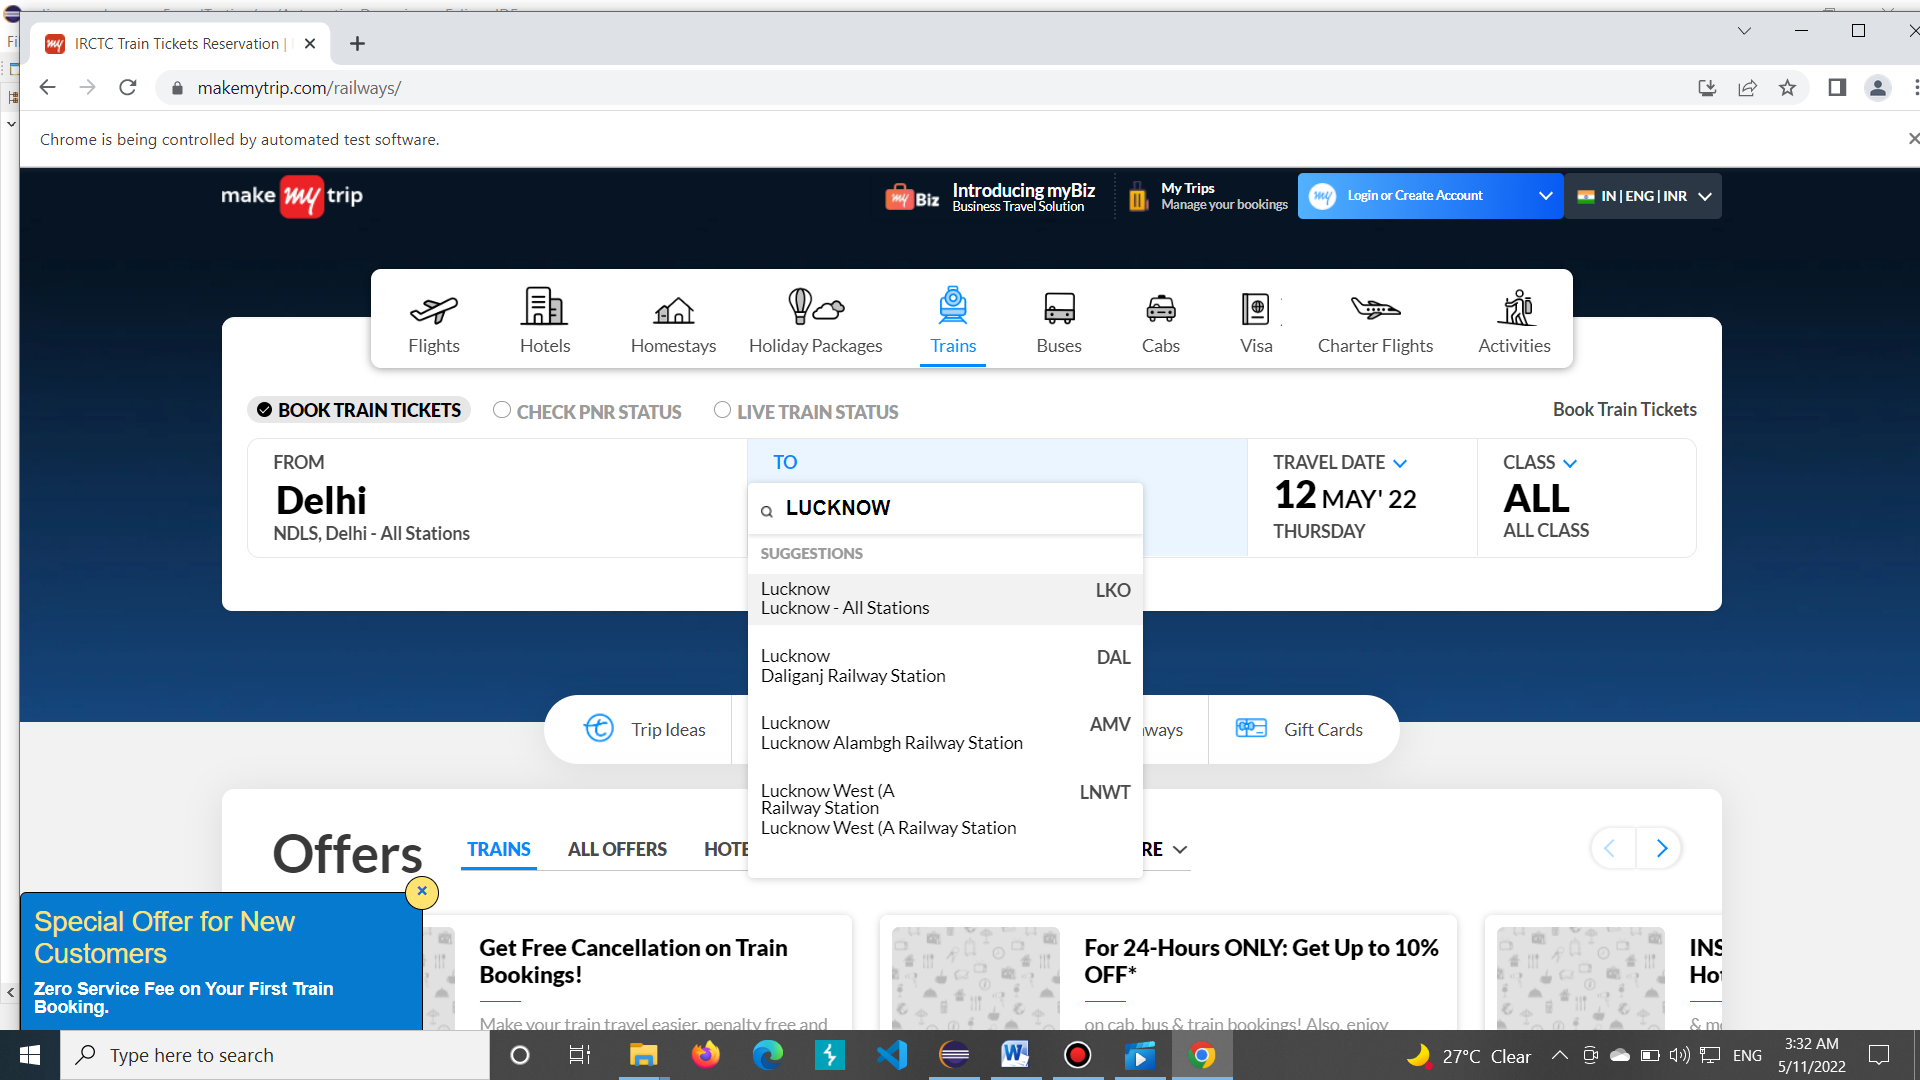 IRCTC Train Tickets Reservation |
makemytrip.com/railways/
Chrome is being controlled by automated test software.
make my trip
my Biz
Introducing myBiz
Business Travel Solution
My Trips
Manage your bookings
my
Login or Create Account
IN | ENG | INR
Flights
Hotels
Homestays
Holiday Packages
Trains
Buses
Cabs
Visa
Charter Flights
Activities
BOOK TRAIN TICKETS
CHECK PNR STATUS
LIVE TRAIN STATUS
Book Train Tickets
FROM
Delhi
NDLS, Delhi - All Stations
TO
LUCKNOW
SUGGESTIONS
Lucknow
LKO
Lucknow - All Stations
Lucknow
DAL
Daliganj Railway Station
Lucknow
AMV
Lucknow Alambgh Railway Station
Lucknow West (A
Railway Station
LNWT
Lucknow West (A Railway Station
TRAVEL DATE
12 MAY' 22
THURSDAY
CLASS
ALL
ALL CLASS
Trip Ideas
ways
Gift Cards
Offers
TRAINS
ALL OFFERS
HOTE
RE
Special Offer for New
Customers
Zero Service Fee on Your First Train
Booking.
Get Free Cancellation on Train
Bookings!
Make your train travel easier, penalty free and
For 24-Hours ONLY: Get Up to 10%
OFF*
on cab, bus & train bookings! Also, enjoy
INS
Hot
& mo
Type here to search
27°C Clear
ENG
3:32 AM
5/11/2022